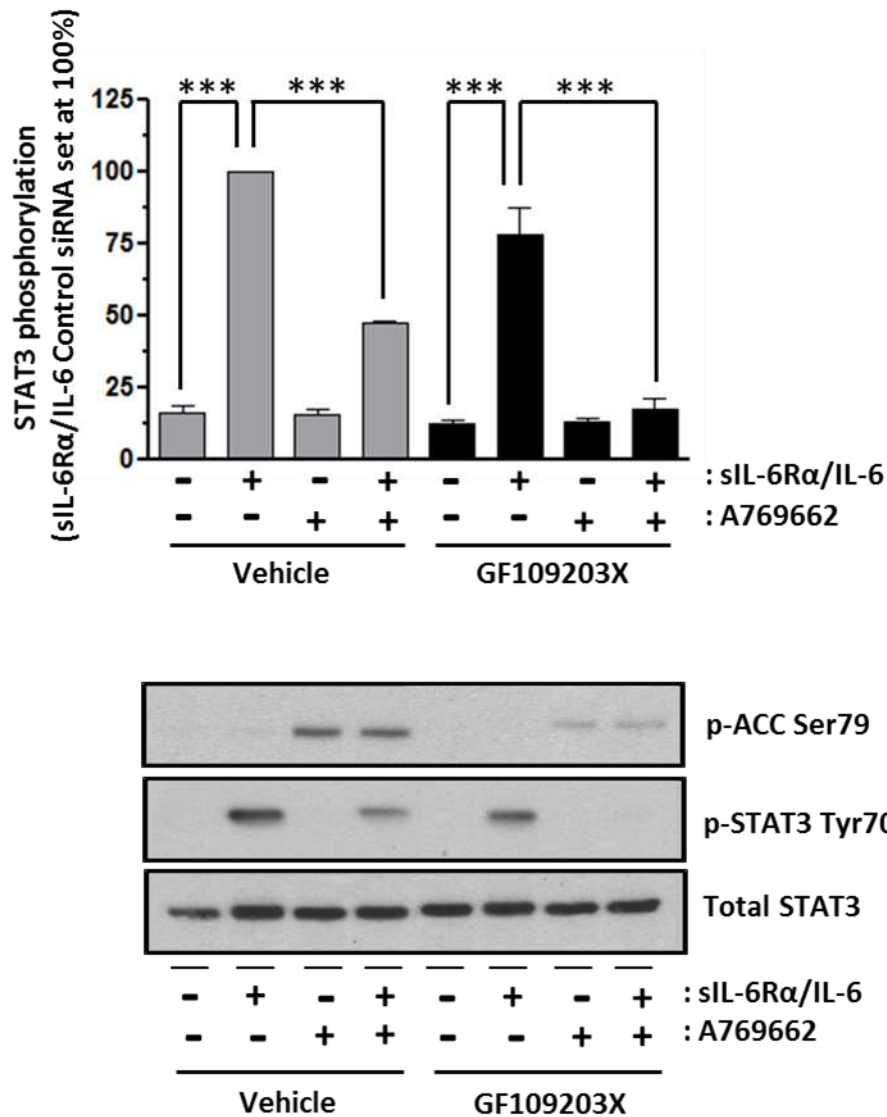 STAT3 phosphorylation
(sIL-6Rα/IL-6 Control siRNA set at 100%)
*** *** *** ***
125
100
75
50
25
0
- + - + - + - + : sIL-6Rα/IL-6
- - + + - - + + : A769662
Vehicle GF109203X
p-ACC Ser79
p-STAT3 Tyr70
Total STAT3
- + - + - + - + : sIL-6Rα/IL-6
- - + + - - + + : A769662
Vehicle GF109203X